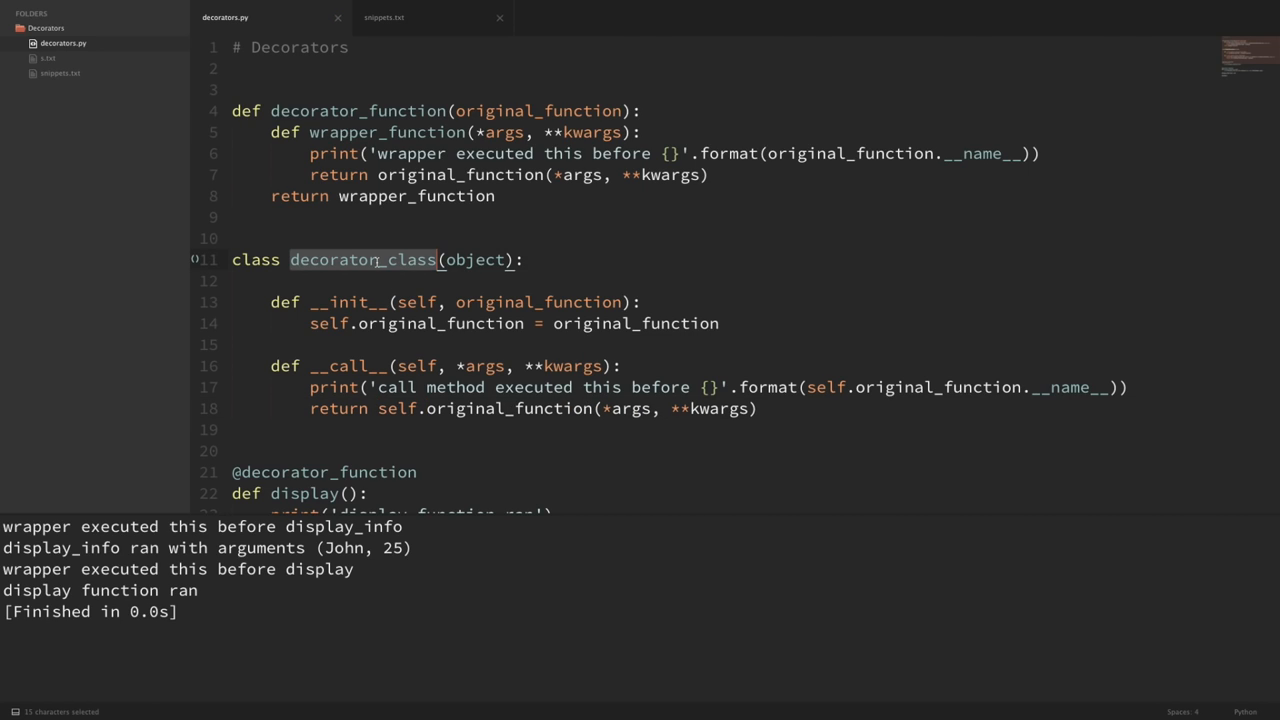 FOLDERS
Decorators
decorators.py
s.txt
snippets.txt
decorators.py
snippets.txt
1 # Decorators
2
3
4 def decorator_function(original_function):
5     def wrapper_function(*args, **kwargs):
6         print('wrapper executed this before {}'.format(original_function.__name__))
7         return original_function(*args, **kwargs)
8     return wrapper_function
9
10
11 class decorator_class(object):
12
13     def __init__(self, original_function):
14         self.original_function = original_function
15
16     def __call__(self, *args, **kwargs):
17         print('call method executed this before {}'.format(self.original_function.__name__))
18         return self.original_function(*args, **kwargs)
19
20
21 @decorator_function
22 def display():
23     print('display function ran')
wrapper executed this before display_info
display_info ran with arguments (John, 25)
wrapper executed this before display
display function ran
[Finished in 0.0s]
15 characters selected
Spaces: 4
Python